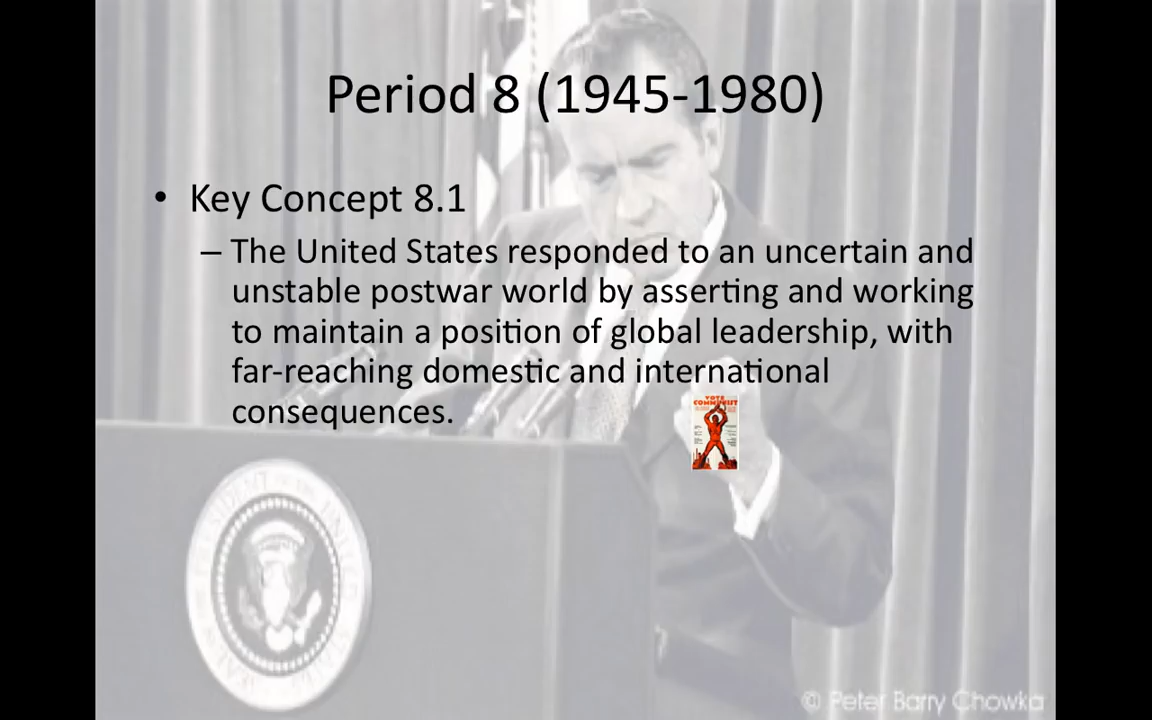 Period 8 (1945-1980)
• Key Concept 8.1
– The United States responded to an uncertain and
unstable postwar world by asserting and working
to maintain a position of global leadership, with
far-reaching domestic and international
consequences.
VOTE
COMMUNIST
© Peter Barry Chowka